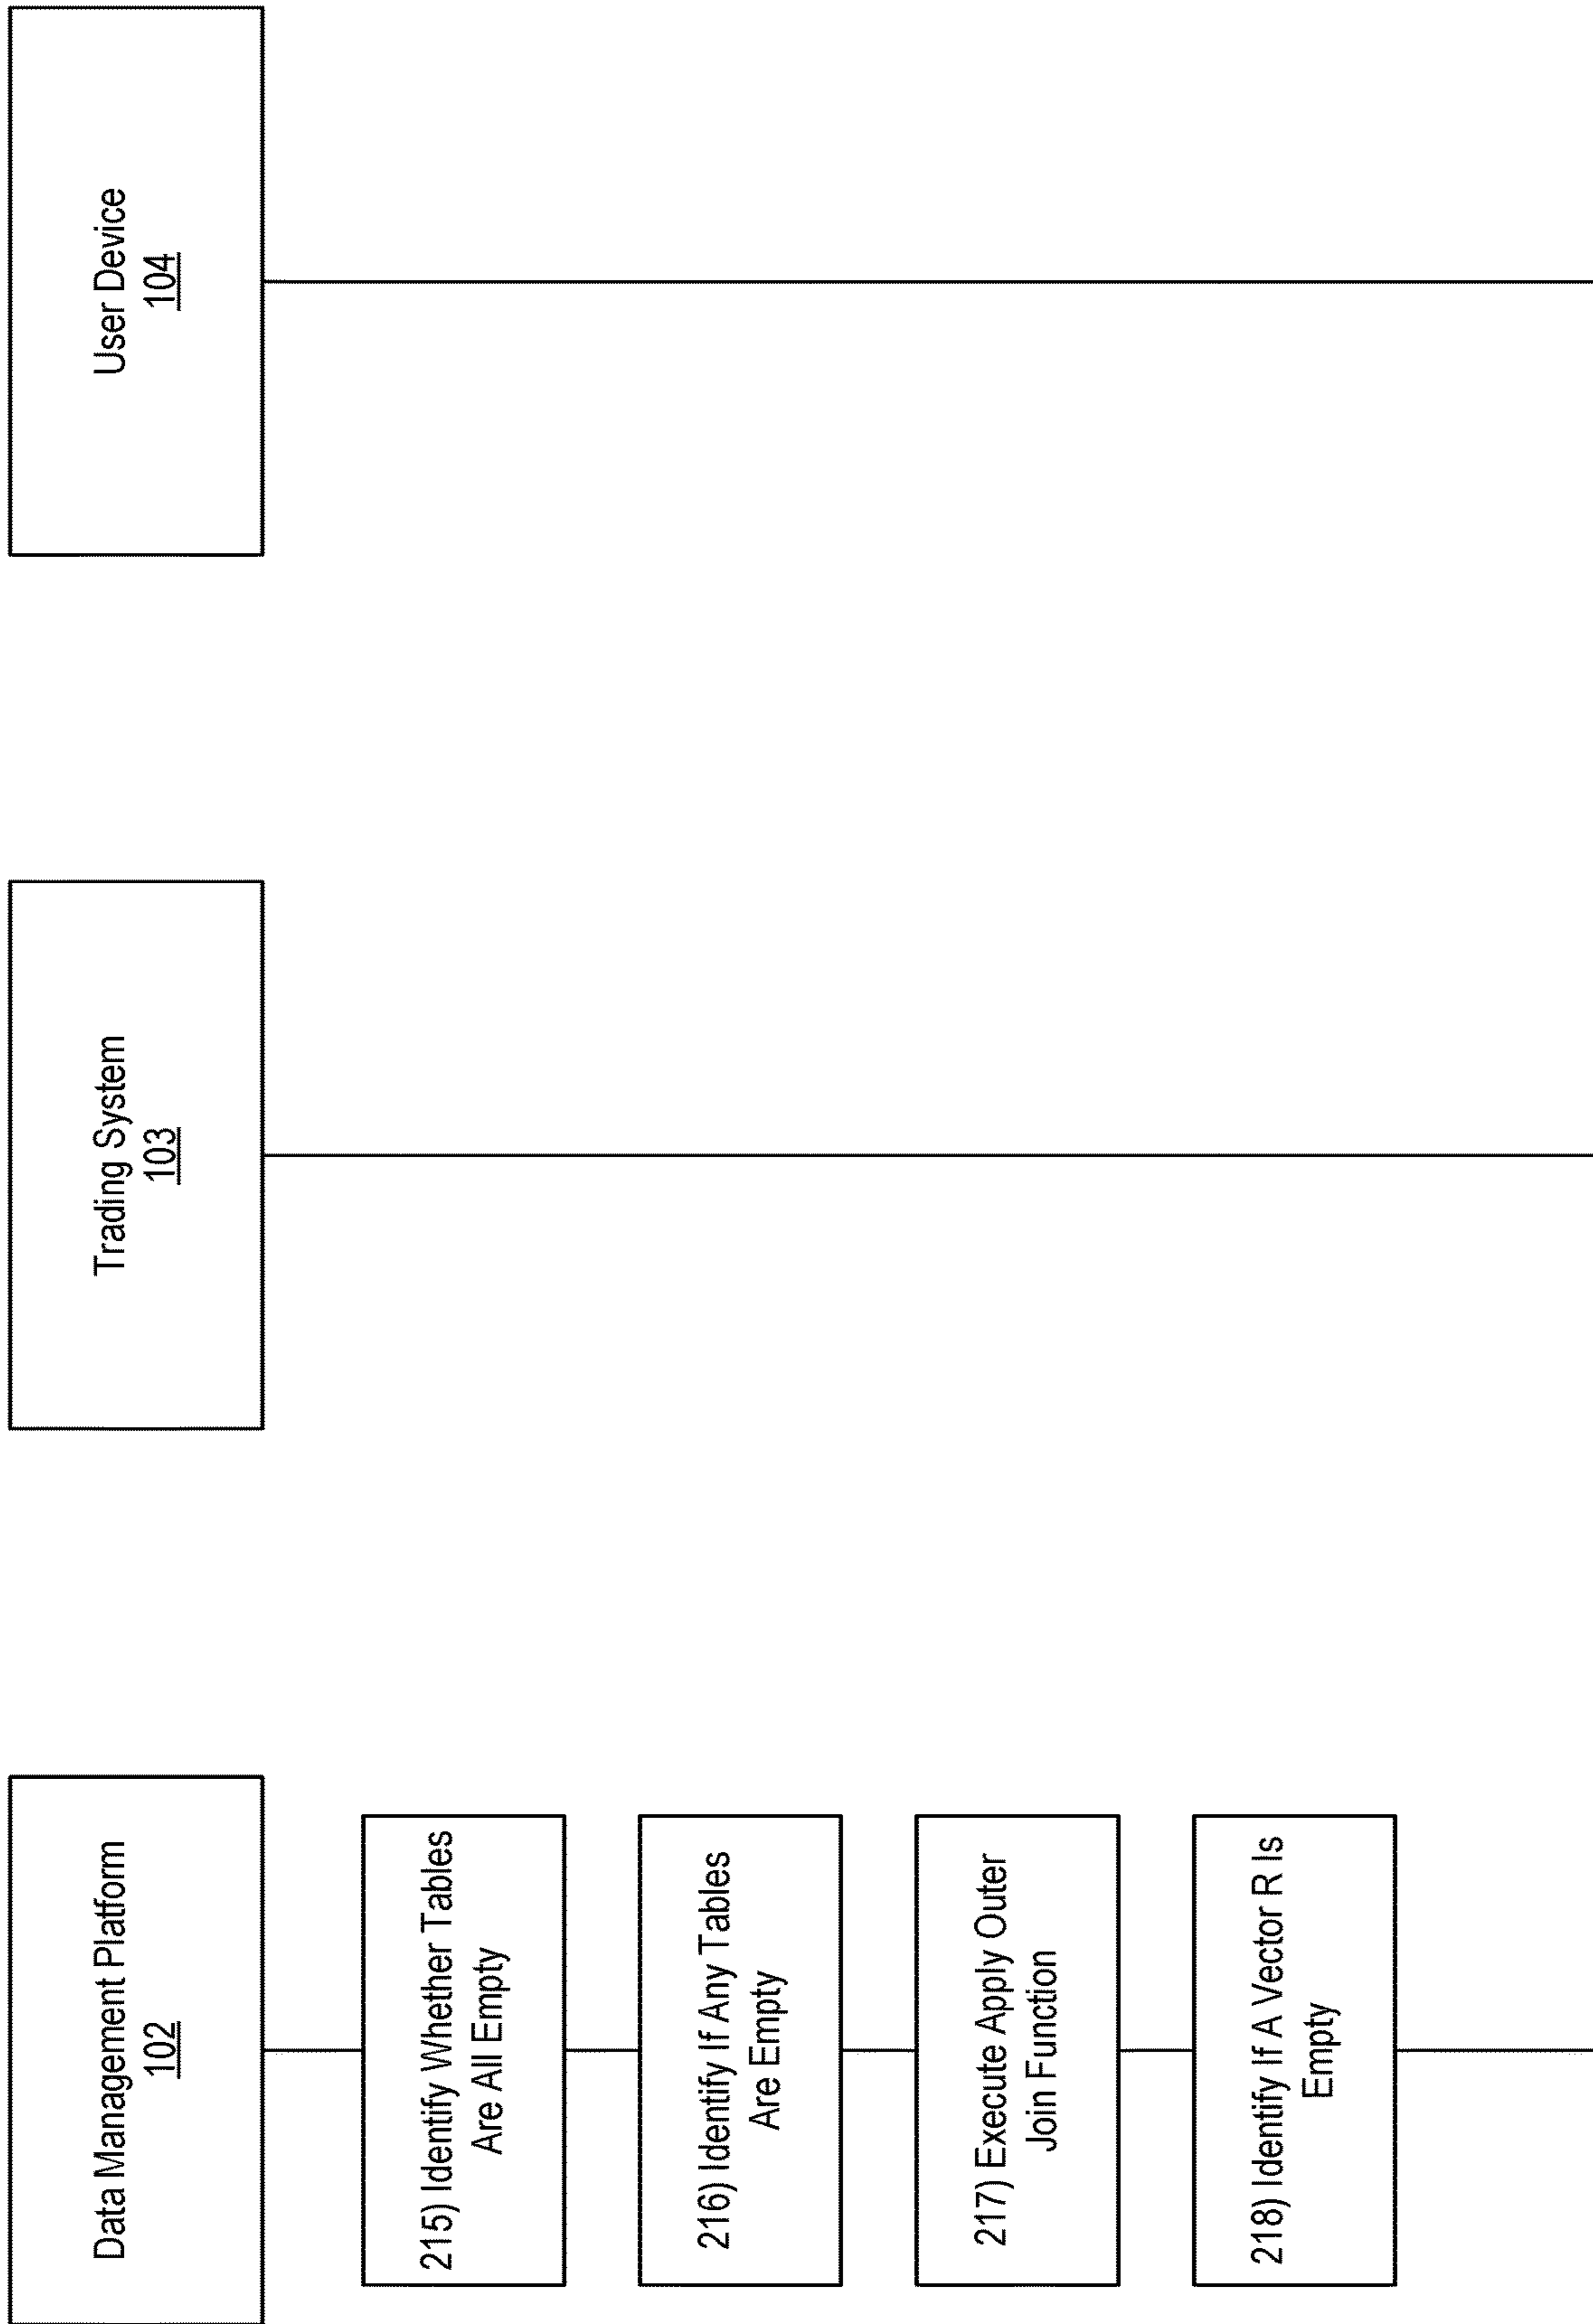 Data Management Platform
102
Trading System
103
User Device
104
215) Identify Whether Tables
Are All Empty
216) Identify If Any Tables
Are Empty
217) Execute Apply Outer
Join Function
218) Identify If A Vector R Is
Empty